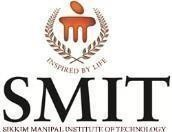 INSPIRED BY LIFE
SMIT
SIKKIM MANIPAL INSTITUTE OF TECHNOLOGY